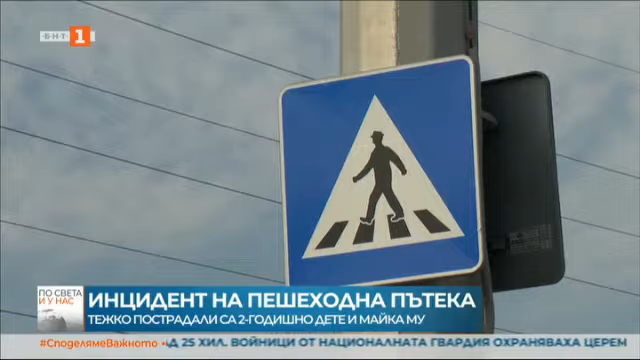 БНТ 1
ПО СВЕТА
И У НАС
ИНЦИДЕНТ НА ПЕШЕХОДНА ПЪТЕКА
ТЕЖКО ПОСТРАДАЛИ СА 2-ГОДИШНО ДЕТЕ И МАЙКА МУ
#СподелямеВажното АД 25 ХИЛ. ВОЙНИЦИ ОТ НАЦИОНАЛНАТА ГВАРДИЯ ОХРАНЯВАХА ЦЕРЕМ